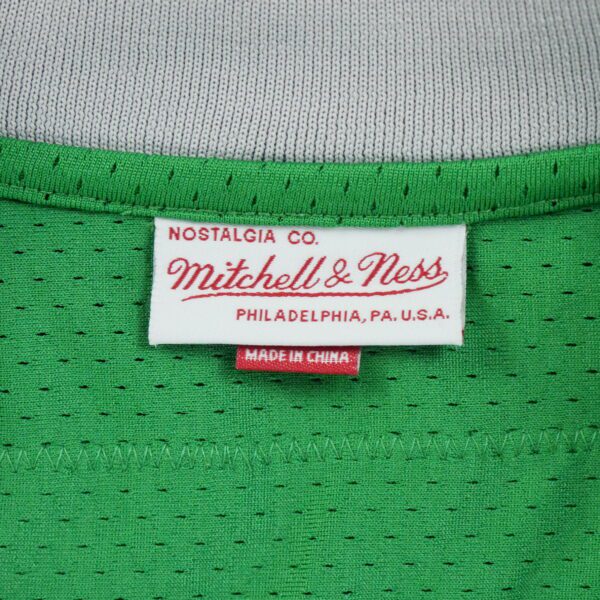 NOSTALGIA CO.
Mitchell & Ness
PHILADELPHIA, PA. U.S.A.
MADE IN CHINA